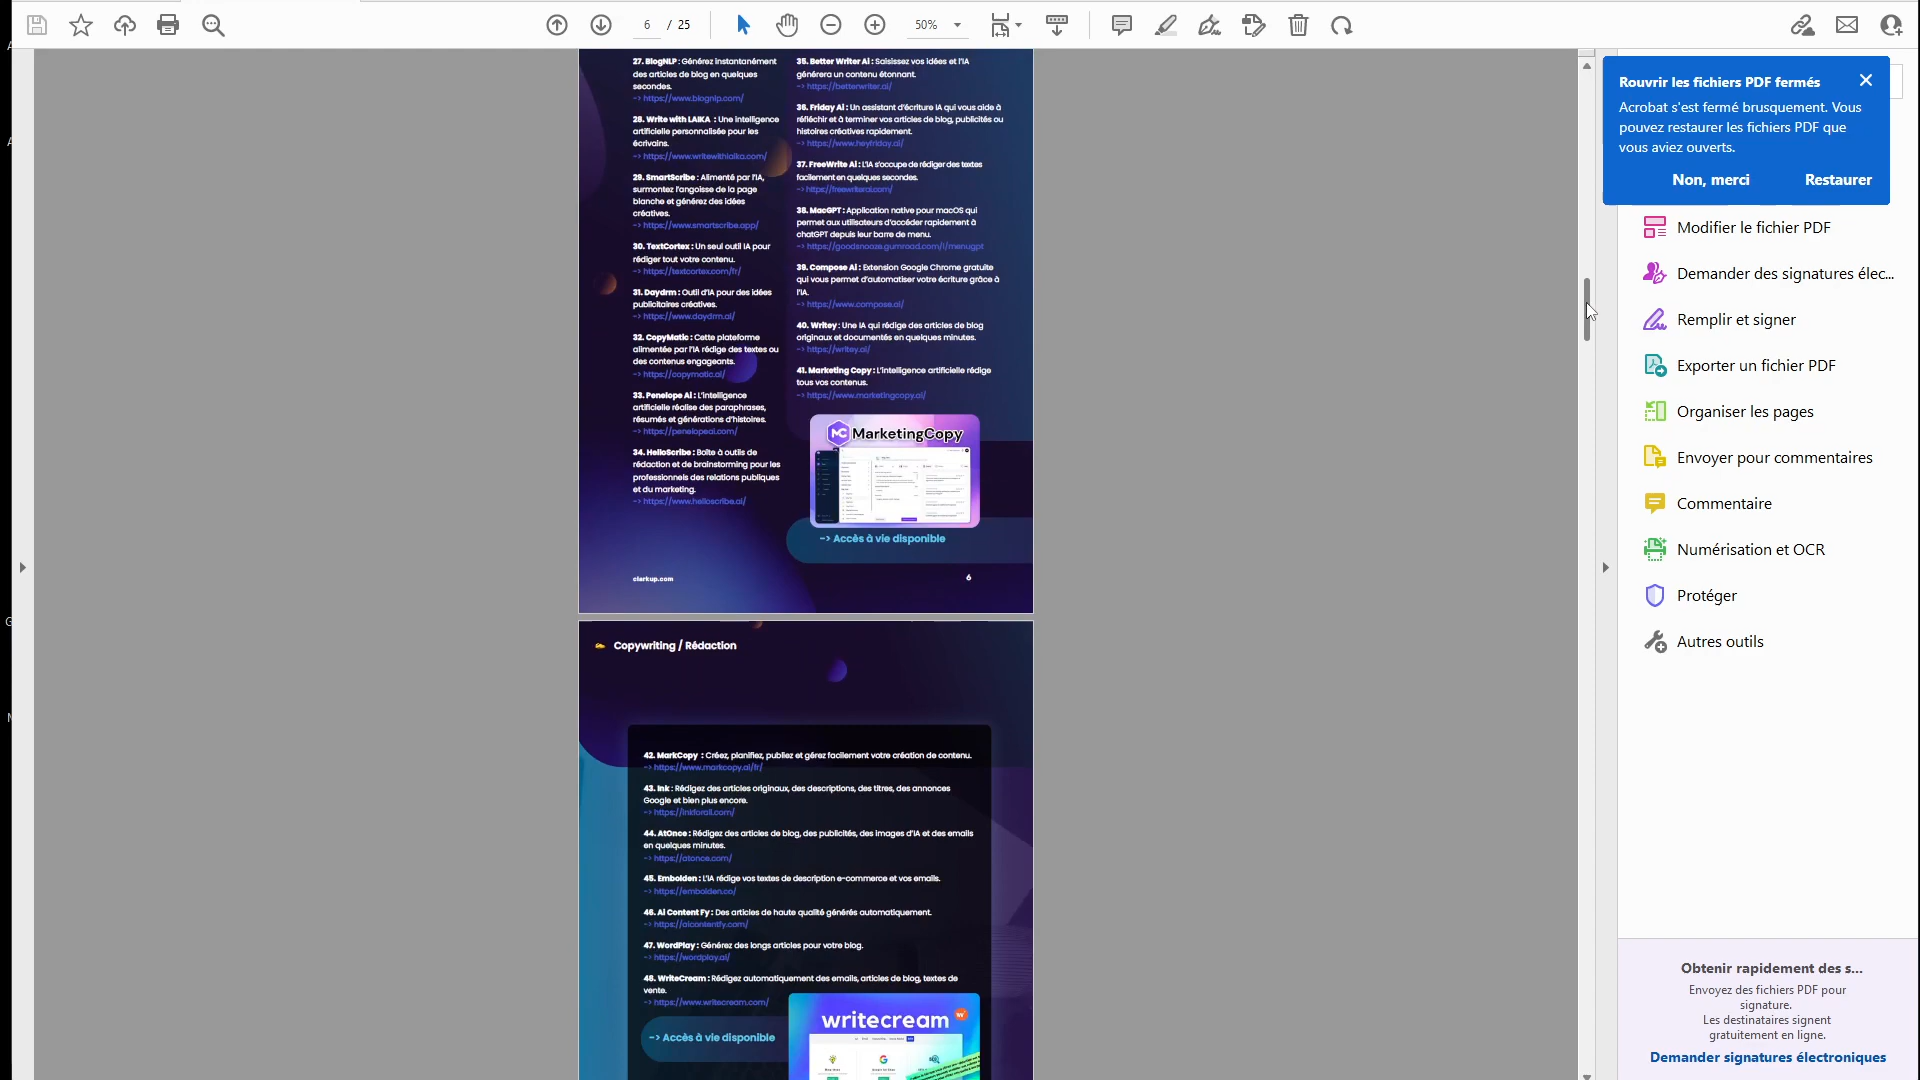 6 / 25
50%
27. BlogNLP : Générez instantanément
des articles de blog en quelques
secondes.
-> https://www.blognlp.com/
28. Write with LAIKA : Une intelligence
artificielle personnalisée pour les
écrivains.
-> https://www.writewithlaika.com/
29. SmartScribe : Alimenté par l'IA,
surmontez l'angoisse de la page
blanche et générez des idées
créatives.
-> https://www.smartscribe.app/
30. TextCortex : Un seul outil IA pour
rédiger tout votre contenu.
-> https://textcortex.com/fr/
31. Daydrm : Outil d'IA pour des idées
publicitaires créatives.
-> https://www.daydrm.ai/
32. CopyMatic : Cette plateforme
alimentée par l'IA rédige des textes ou
des contenus engageants.
-> https://copymatic.ai/
33. Penelope Ai : L'intelligence
artificielle réalise des paraphrases,
résumés et générations d'histoires.
-> https://penelopeai.com/
34. HelloScribe : Boîte à outils de
rédaction et de brainstorming pour les
professionnels des relations publiques
et du marketing.
-> https://www.helloscribe.ai/
35. Better Writer Ai : Saisissez vos idées et l'IA
générera un contenu étonnant.
-> https://betterwriter.ai/
36. Friday Ai : Un assistant d'écriture IA qui vous aide à
réfléchir et à terminer vos articles de blog, publicités ou
histoires créatives rapidement.
-> https://www.heyfriday.ai/
37. FreeWrite Ai : L'IA s'occupe de rédiger des textes
facilement en quelques secondes.
-> https://freewriterai.com/
38. MacGPT : Application native pour macOS qui
permet aux utilisateurs d'accéder rapidement à
chatGPT depuis leur barre de menu.
-> https://goodsnooze.gumroad.com/l/menugpt
39. Compose Ai : Extension Google Chrome gratuite
qui vous permet d'automatiser votre écriture grâce à
l'IA.
-> https://www.compose.ai/
40. Writey : Une IA qui rédige des articles de blog
originaux et documentés en quelques minutes.
-> https://writey.ai/
41. Marketing Copy : L'intelligence artificielle rédige
tous vos contenus.
-> https://www.marketingcopy.ai/
MC MarketingCopy
-> Accès à vie disponible
clarkup.com
6
Copywriting / Rédaction
42. MarkCopy : Créez, planifiez, publiez et gérez facilement votre création de contenu.
-> https://www.markcopy.ai/fr/
43. Ink : Rédigez des articles originaux, des descriptions, des titres, des annonces
Google et bien plus encore.
-> https://inkforall.com/
44. AtOnce : Rédigez des articles de blog, des publicités, des images d'IA et des emails
en quelques minutes.
-> https://atonce.com/
45. Embolden : L'IA rédige vos textes de description e-commerce et vos emails.
-> https://embolden.co/
46. Ai Content Fy : Des articles de haute qualité générés automatiquement.
-> https://aicontentfy.com/
47. WordPlay : Générez des longs articles pour votre blog.
-> https://wordplay.ai/
48. WriteCream : Rédigez automatiquement des emails, articles de blog, textes de
vente.
-> https://www.writecream.com/
-> Accès à vie disponible
writecream
Rouvrir les fichiers PDF fermés
Acrobat s'est fermé brusquement. Vous
pouvez restaurer les fichiers PDF que
vous aviez ouverts.
Non, merci
Restaurer
Modifier le fichier PDF
Demander des signatures élec...
Remplir et signer
Exporter un fichier PDF
Organiser les pages
Envoyer pour commentaires
Commentaire
Numérisation et OCR
Protéger
Autres outils
Obtenir rapidement des s...
Envoyez des fichiers PDF pour
signature.
Les destinataires signent
gratuitement en ligne.
Demander signatures électroniques